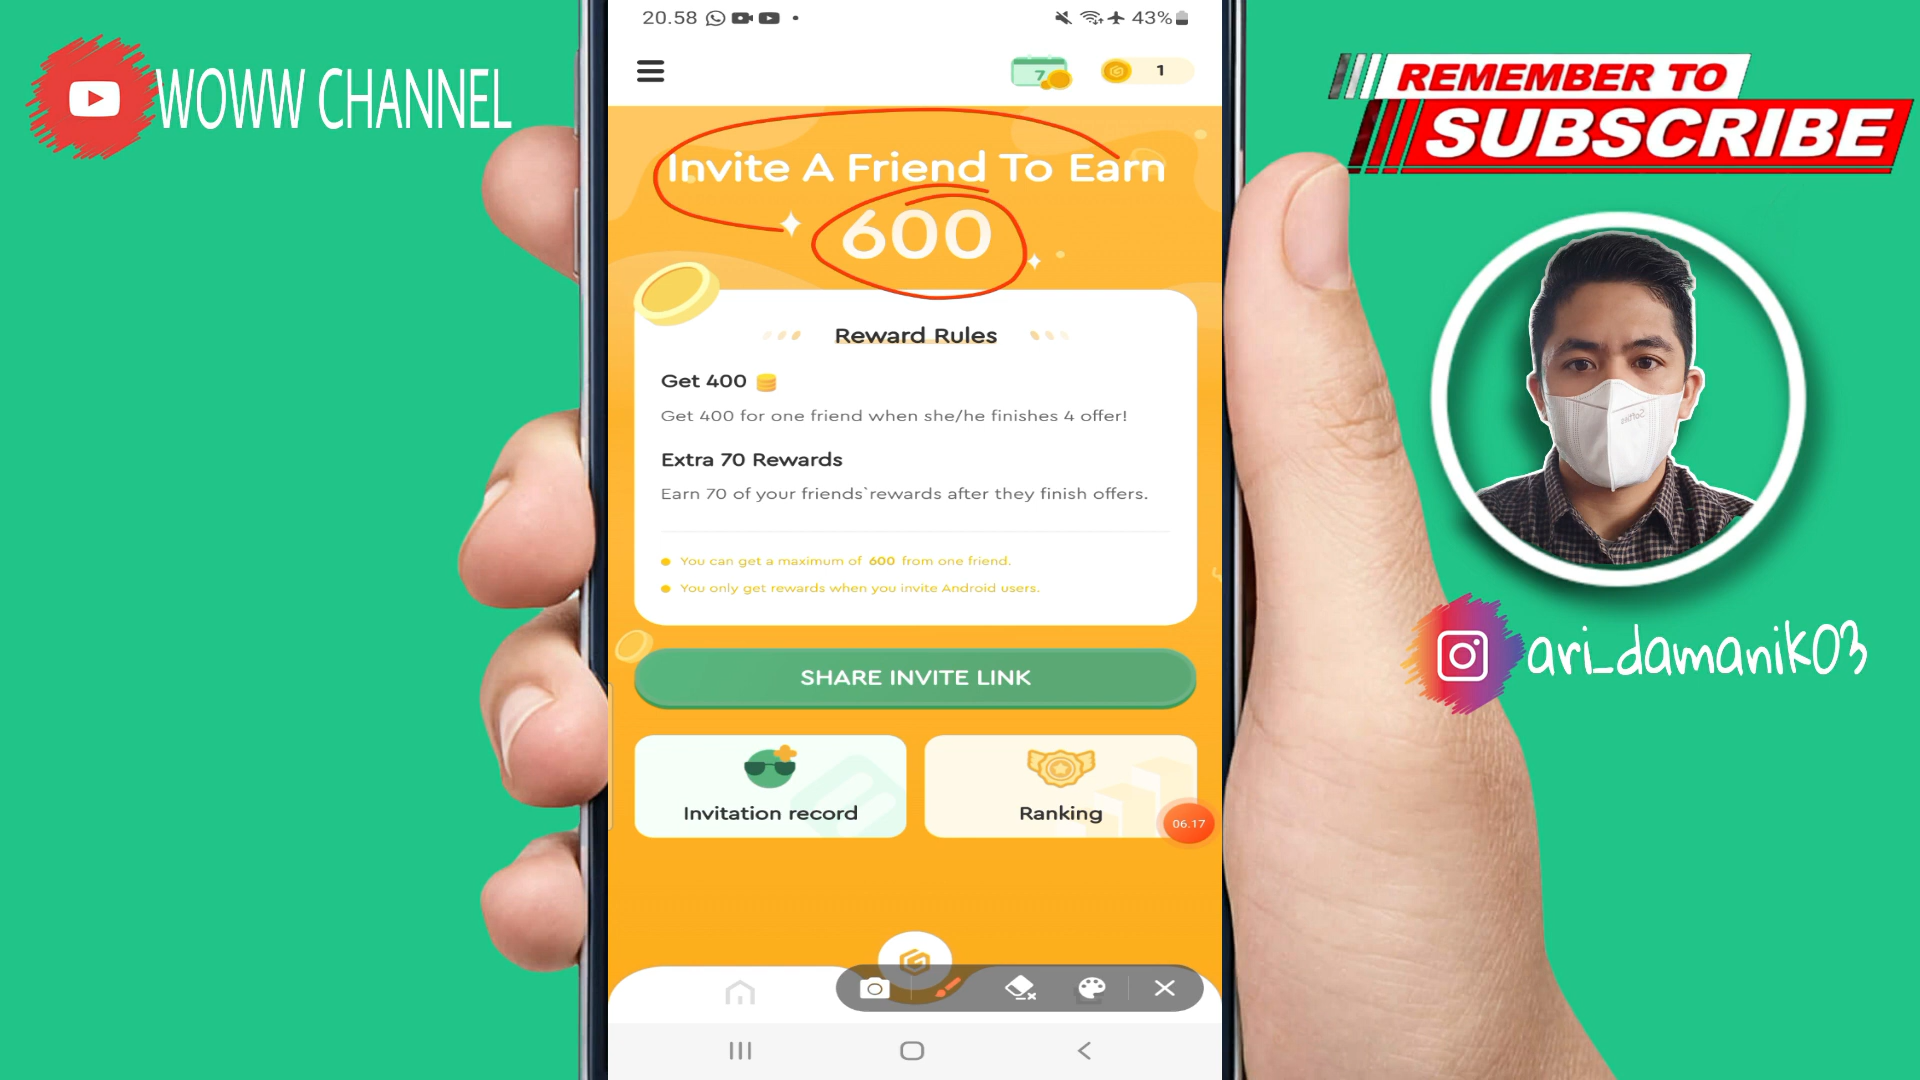 WOWW CHANNEL
REMEMBER TO
SUBSCRIBE
ari_damanik03
20.58
43%
7
1
Invite A Friend To Earn
600
Reward Rules
Get 400
Get 400 for one friend when she/he finishes 4 offer!
Extra 70 Rewards
Earn 70 of your friends`rewards after they finish offers.
You can get a maximum of 600 from one friend.
You only get rewards when you invite Android users.
SHARE INVITE LINK
Invitation record
Ranking
06.17